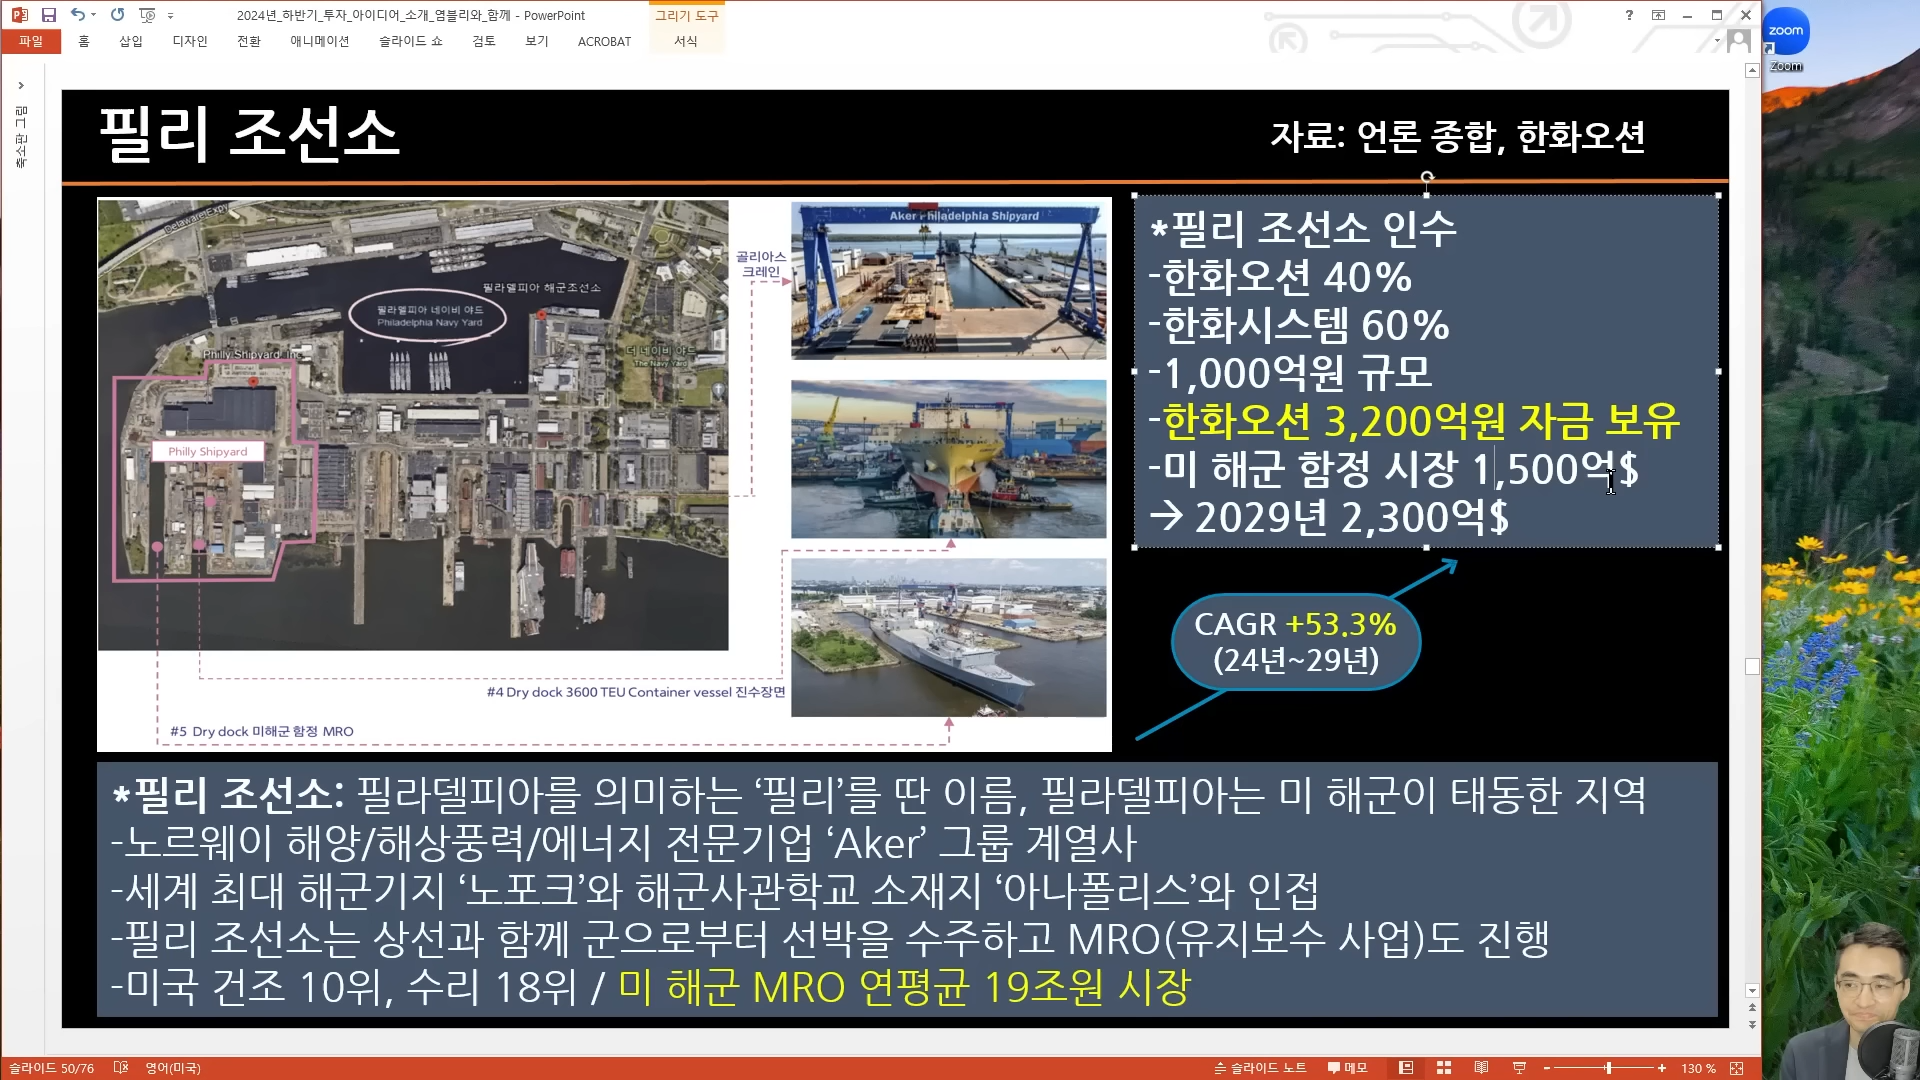 2024년_하반기_투자_아이디어_소개_염블리와_함께 - PowerPoint
그리기 도구
파일
홈
삽입
디자인
전환
애니메이션
슬라이드 쇼
검토
보기
ACROBAT
서식
zoom
Zoom
축소판 그림
필리 조선소
자료: 언론 종합, 한화오션
DelawareExpy
필라델피아 해군조선소
필라델피아 네이비 야드
Philadelphia Navy Yard
Philly Shipyard, Inc
더 네이비 야드
The Navy Yard
Philly Shipyard
골리아스
크레인
Aker Philadelphia Shipyard
#4 Dry dock 3600 TEU Container vessel 진수장면
#5 Dry dock 미해군 함정 MRO
*필리 조선소 인수
-한화오션 40%
-한화시스템 60%
-1,000억원 규모
-한화오션 3,200억원 자금 보유
-미 해군 함정 시장 1,500억$
→ 2029년 2,300억$
CAGR +53.3%
(24년~29년)
*필리 조선소: 필라델피아를 의미하는 ‘필리’를 딴 이름, 필라델피아는 미 해군이 태동한 지역
-노르웨이 해양/해상풍력/에너지 전문기업 ‘Aker’ 그룹 계열사
-세계 최대 해군기지 ‘노포크’와 해군사관학교 소재지 ‘아나폴리스’와 인접
-필리 조선소는 상선과 함께 군으로부터 선박을 수주하고 MRO(유지보수 사업)도 진행
-미국 건조 10위, 수리 18위 / 미 해군 MRO 연평균 19조원 시장
슬라이드 50/76
영어(미국)
슬라이드 노트
메모
130 %